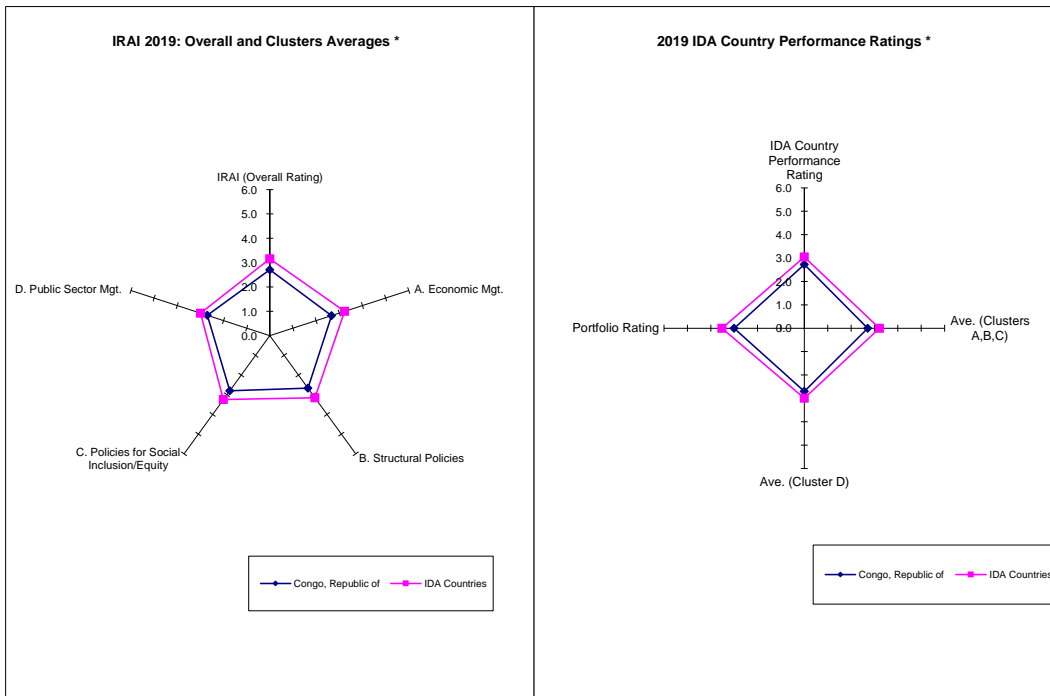 IRAI 2019: Overall and Clusters Averages *
IRAI (Overall Rating)
6.0
5.0
4.0
3.0
2.0
1.0
0.0
A. Economic Mgt.
B. Structural Policies
C. Policies for Social
Inclusion/Equity
D. Public Sector Mgt.
Congo, Republic of
IDA Countries
2019 IDA Country Performance Ratings *
IDA Country
Performance
Rating
6.0
5.0
4.0
3.0
2.0
1.0
0.0
Ave. (Clusters
A,B,C)
Ave. (Cluster D)
Portfolio Rating
Congo, Republic of
IDA Countries